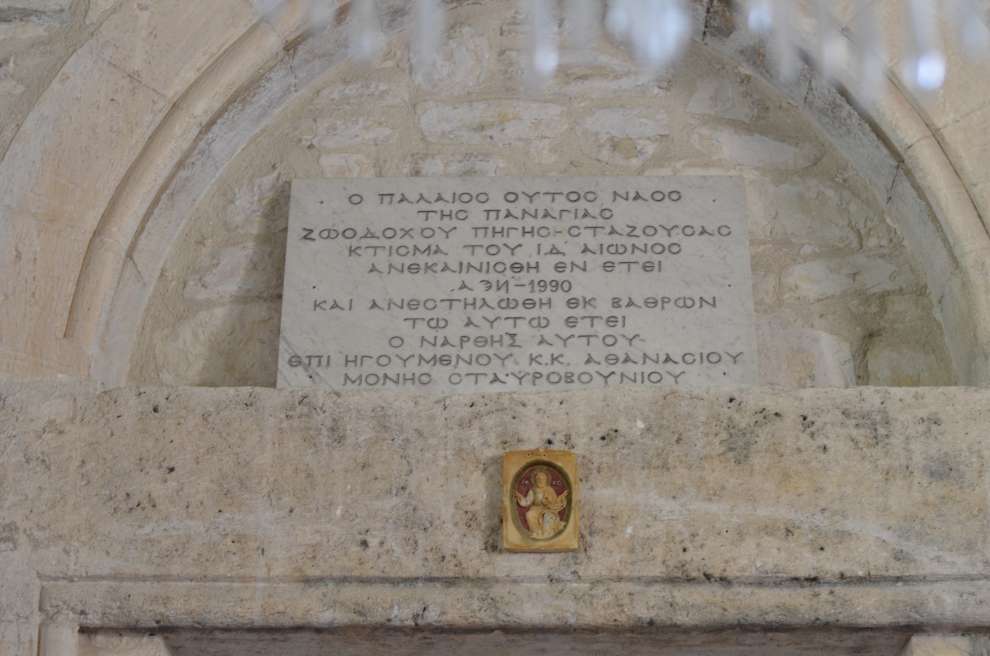 Ο ΠΑΛΑΙΟϹ ΟΥΤΟϹ ΝΑΟϹ
ΤΗϹ ΠΑΝΑΓΙΑϹ
ΖΩΟΔΟΧΟΥ ΠΗΓΗϹ-ϹΤΑΖΟΥϹΑϹ
ΚΤΙϹΜΑ ΤΟΥ ΙΔ΄ ΑΙΩΝΟϹ
ΑΝΕΚΑΙΝΙϹΘΗ ΕΝ ΕΤΕΙ
1990
ΚΑΙ ΑΝΕϹΤΗΛΩΘΗ ΕΚ ΒΑΘΡΩΝ
ΤΩ ΑΥΤΩ ΕΤΕΙ
Ο ΝΑΡΘΗΞ ΑΥΤΟΥ
ΕΠΙ ΗΓΟΥΜΕΝΟΥ Κ.Κ. ΑΘΑΝΑϹΙΟΥ
ΜΟΝΗϹ ϹΤΑΥΡΟΒΟΥΝΙΟΥ